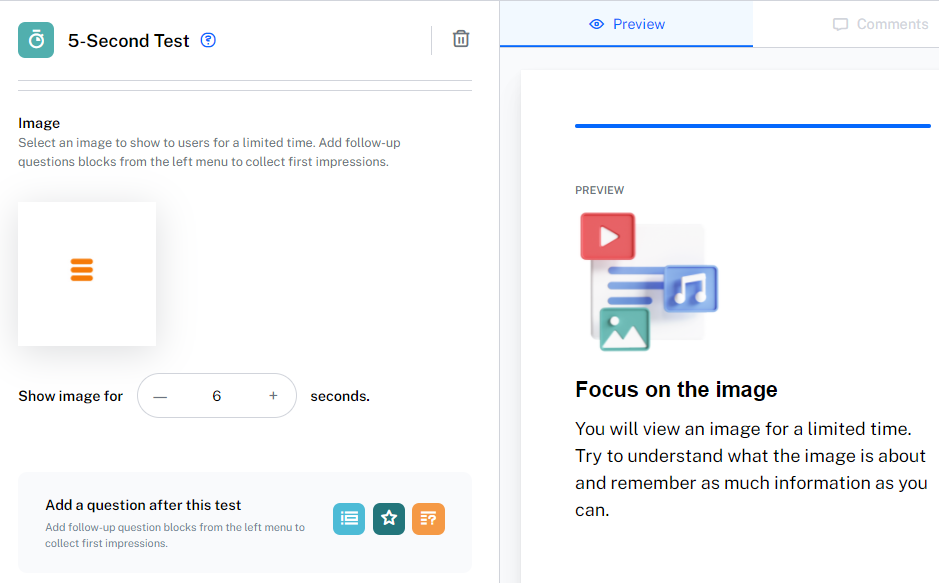 5-Second Test
Image
Select an image to show to users for a limited time. Add follow-up
questions blocks from the left menu to collect first impressions.
Show image for — 6 + seconds.
Add a question after this test
Add follow-up question blocks from the left menu to
collect first impressions.
Preview
Comments
PREVIEW
Focus on the image
You will view an image for a limited time.
Try to understand what the image is about
and remember as much information as you
can.